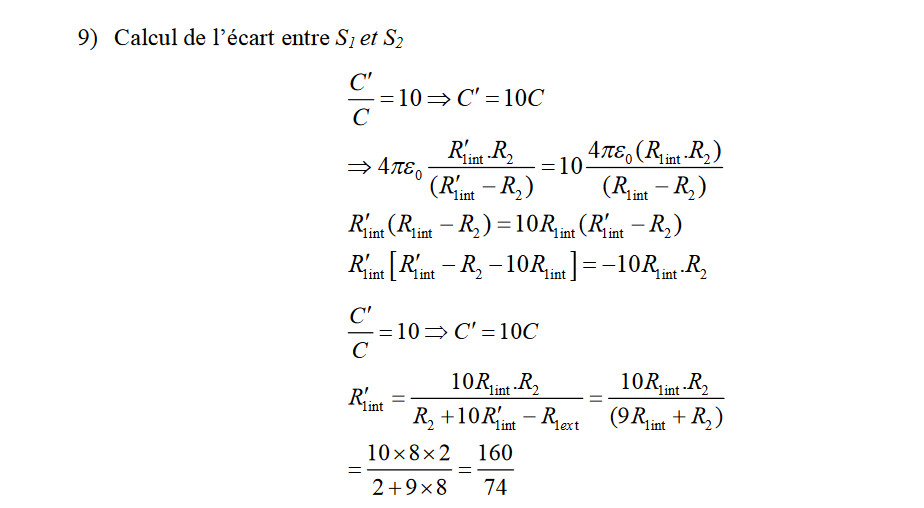 9) Calcul de l'écart entre S₁ et S₂
C′/C = 10 ⇒ C′ = 10C
⇒ 4πε₀ R′₁int.R₂/(R′₁int − R₂) = 10 4πε₀(R₁int.R₂)/(R₁int − R₂)
R′₁int(R₁int − R₂) = 10R₁int(R′₁int − R₂)
R′₁int[R′₁int − R₂ − 10R₁int] = −10R₁int.R₂
C′/C = 10 ⇒ C′ = 10C
R′₁int = 10R₁int.R₂/(R₂ + 10R′₁int − R₁ext) = 10R₁int.R₂/(9R₁int + R₂)
= 10×8×2/2+9×8 = 160/74